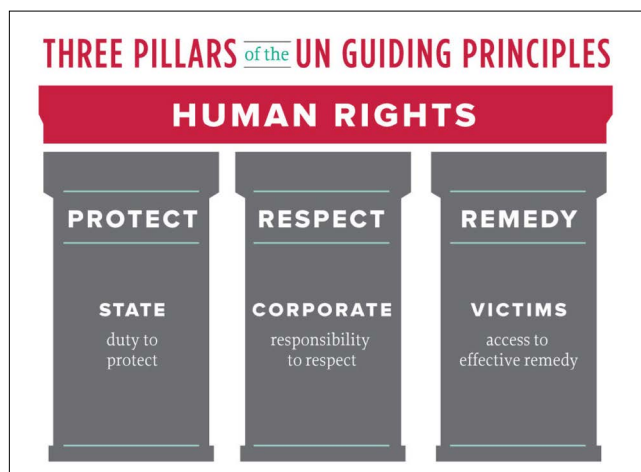 THREE PILLARS of the UN GUIDING PRINCIPLES
HUMAN RIGHTS
PROTECT
STATE
duty to
protect
RESPECT
CORPORATE
responsibility
to respect
REMEDY
VICTIMS
access to
effective remedy